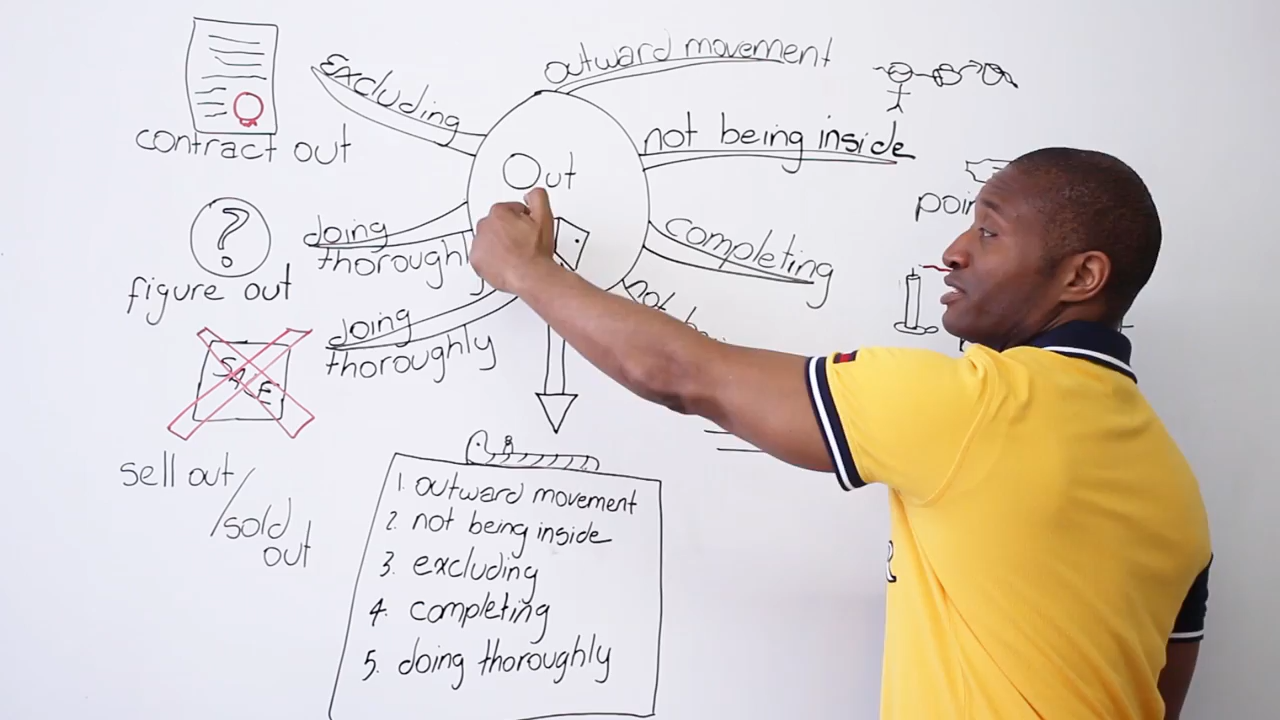 outward movement
Excluding
not being inside
contract out
Out
?
doing
thoroughly
completing
figure out
doing
thoroughly
SALE
sell out/
/sold
out
1. outward movement
2. not being inside
3. excluding
4. completing
5. doing thoroughly